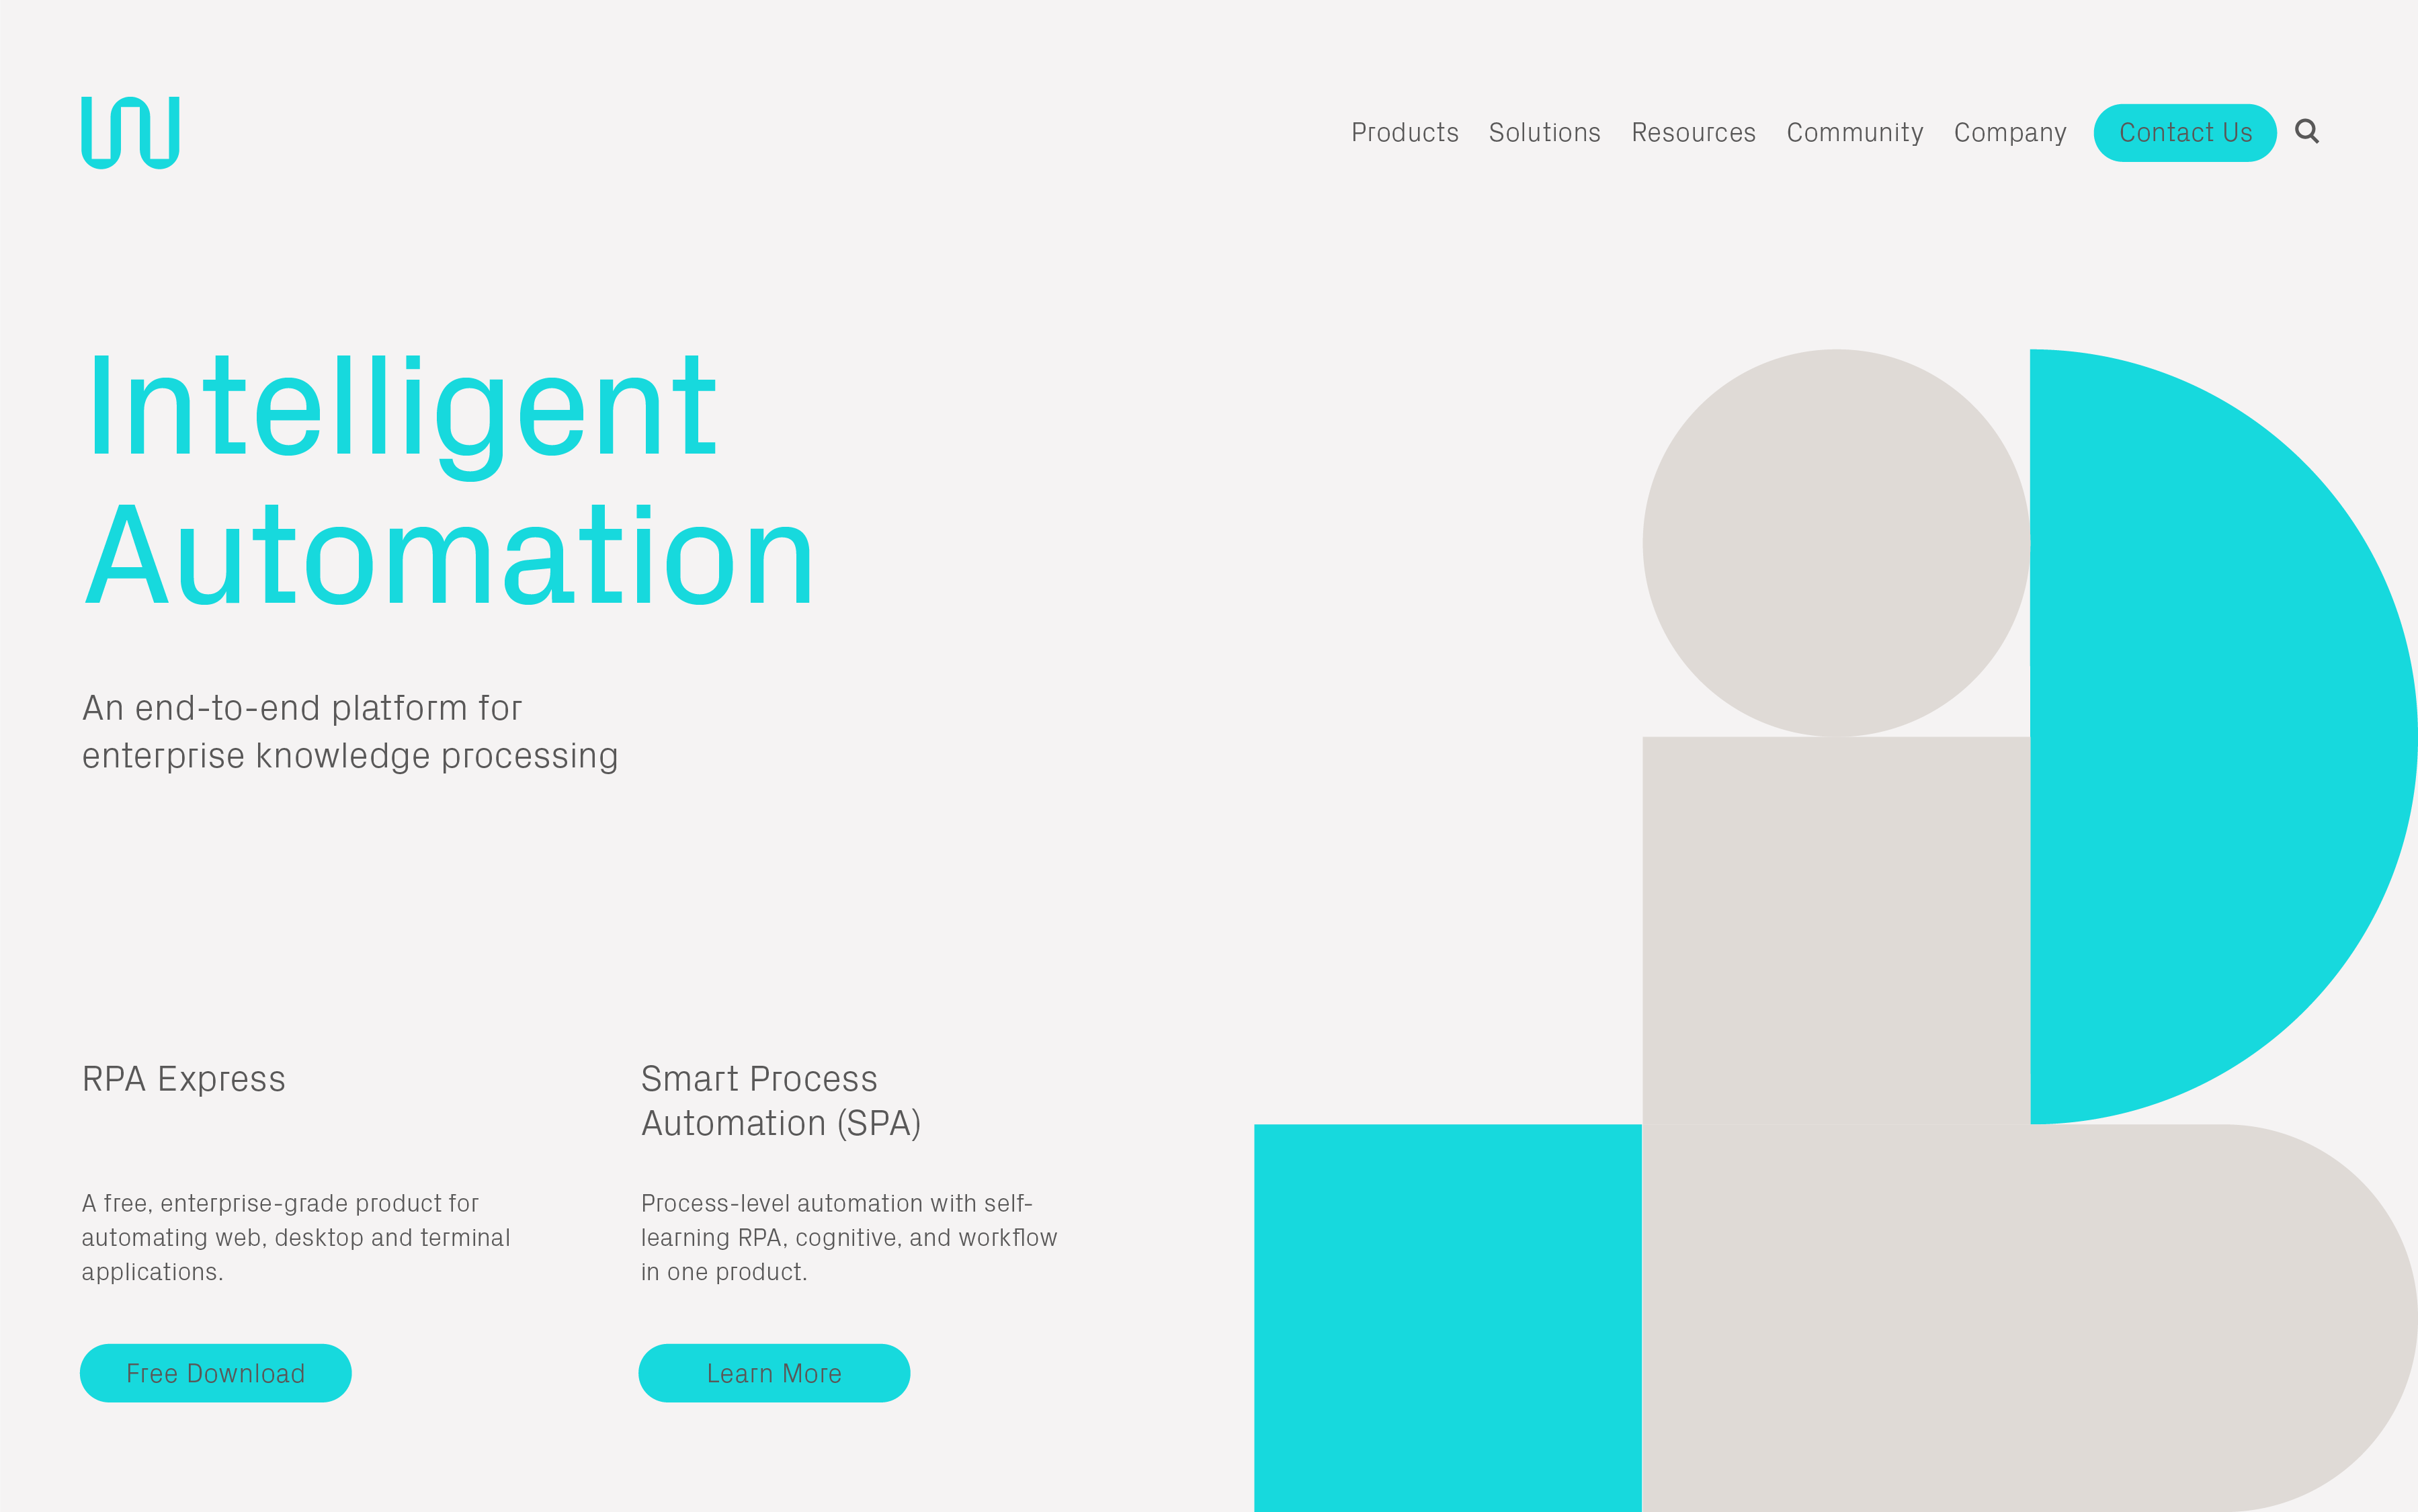 Products Solutions Resources Community Company Contact Us
Intelligent
Automation
An end-to-end platform for
enterprise knowledge processing
RPA Express
A free, enterprise-grade product for
automating web, desktop and terminal
applications.
Free Download
Smart Process
Automation (SPA)
Process-level automation with self-
learning RPA, cognitive, and workflow
in one product.
Learn More